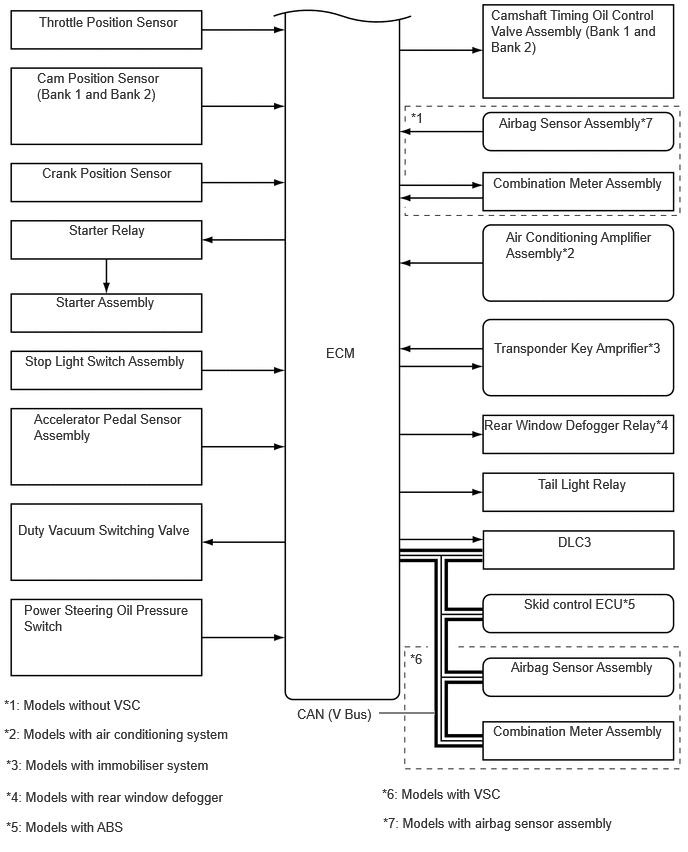 Throttle Position Sensor
Cam Position Sensor
(Bank 1 and Bank 2)
Crank Position Sensor
Starter Relay
Starter Assembly
Stop Light Switch Assembly
Accelerator Pedal Sensor
Assembly
Duty Vacuum Switching Valve
Power Steering Oil Pressure
Switch
ECM
Camshaft Timing Oil Control
Valve Assembly (Bank 1 and
Bank 2)
*1
Airbag Sensor Assembly*7
Combination Meter Assembly
Air Conditioning Amplifier
Assembly*2
Transponder Key Amprifier*3
Rear Window Defogger Relay*4
Tail Light Relay
DLC3
Skid control ECU*5
*6
Airbag Sensor Assembly
Combination Meter Assembly
CAN (V Bus)
*1: Models without VSC
*2: Models with air conditioning system
*3: Models with immobiliser system
*4: Models with rear window defogger
*5: Models with ABS
*6: Models with VSC
*7: Models with airbag sensor assembly